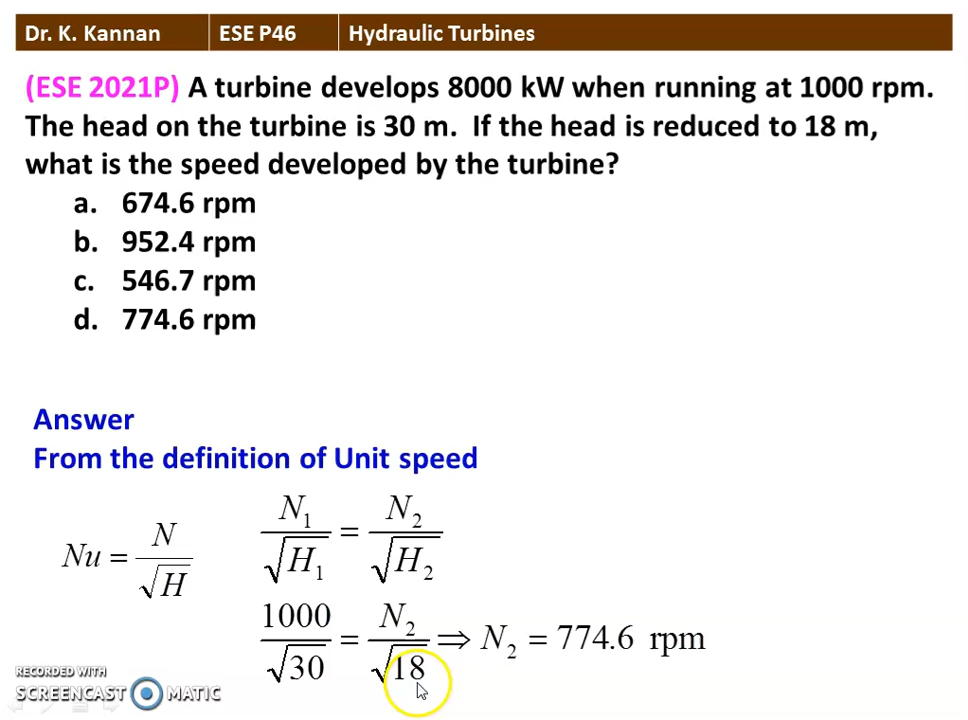 Dr. K. Kannan ESE P46 Hydraulic Turbines
(ESE 2021P) A turbine develops 8000 kW when running at 1000 rpm.
The head on the turbine is 30 m. If the head is reduced to 18 m,
what is the speed developed by the turbine?
a. 674.6 rpm
b. 952.4 rpm
c. 546.7 rpm
d. 774.6 rpm
Answer
From the definition of Unit speed
Nu = N / √H
N₁ / √H₁ = N₂ / √H₂
1000 / √30 = N₂ / √18 ⇒ N₂ = 774.6 rpm
RECORDED WITH
SCREENCAST MATIC